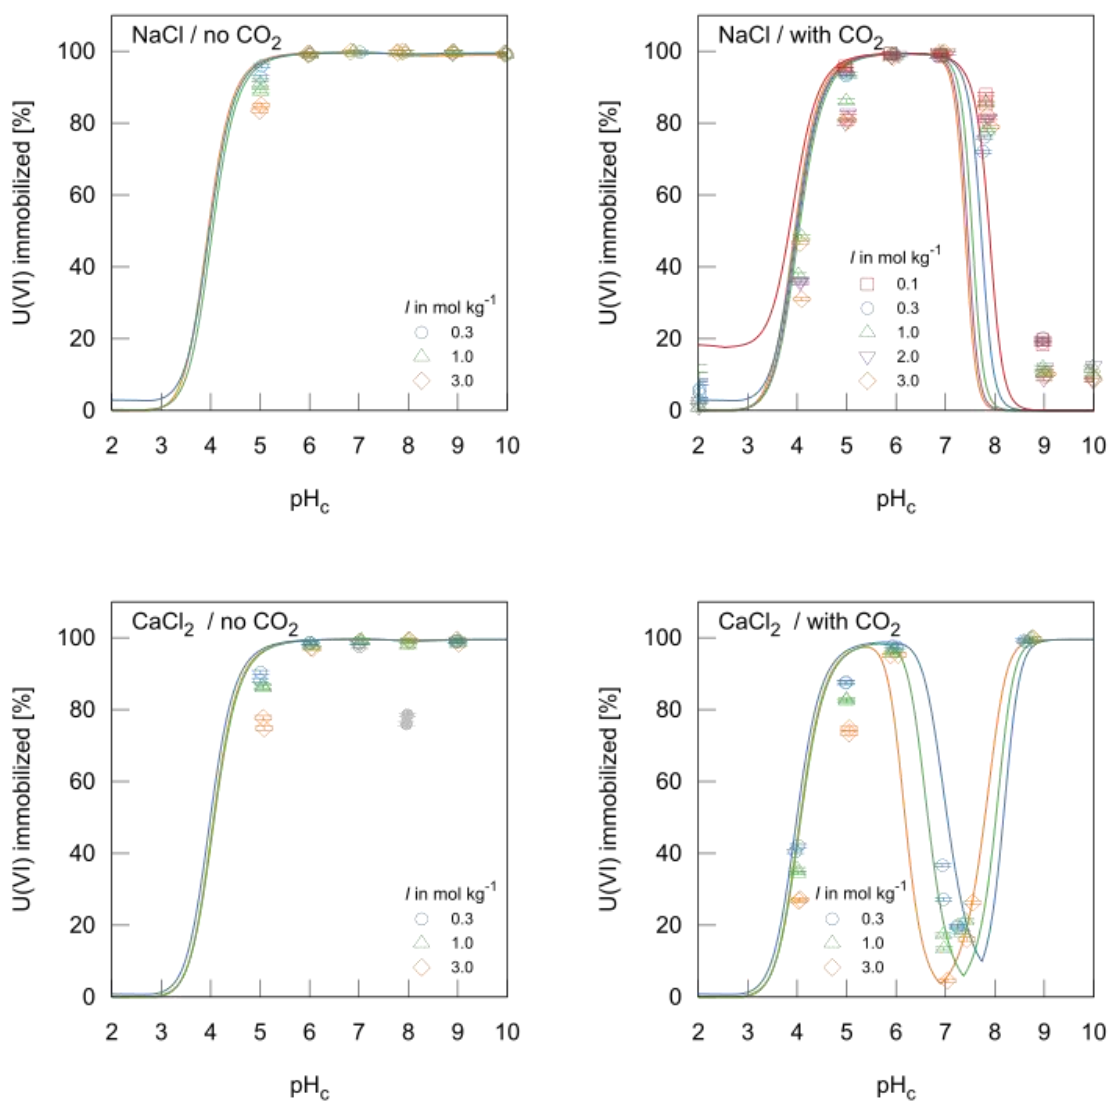 NaCl / no CO2
U(VI) immobilized [%]
100
80
60
40
20
0
I in mol kg-1
0.3
1.0
3.0
2 3 4 5 6 7 8 9 10
pHc
NaCl / with CO2
U(VI) immobilized [%]
100
80
60
40
20
0
I in mol kg-1
0.1
0.3
1.0
2.0
3.0
2 3 4 5 6 7 8 9 10
pHc
CaCl2 / no CO2
U(VI) immobilized [%]
100
80
60
40
20
0
I in mol kg-1
0.3
1.0
3.0
2 3 4 5 6 7 8 9 10
pHc
CaCl2 / with CO2
U(VI) immobilized [%]
100
80
60
40
20
0
I in mol kg-1
0.3
1.0
3.0
2 3 4 5 6 7 8 9 10
pHc